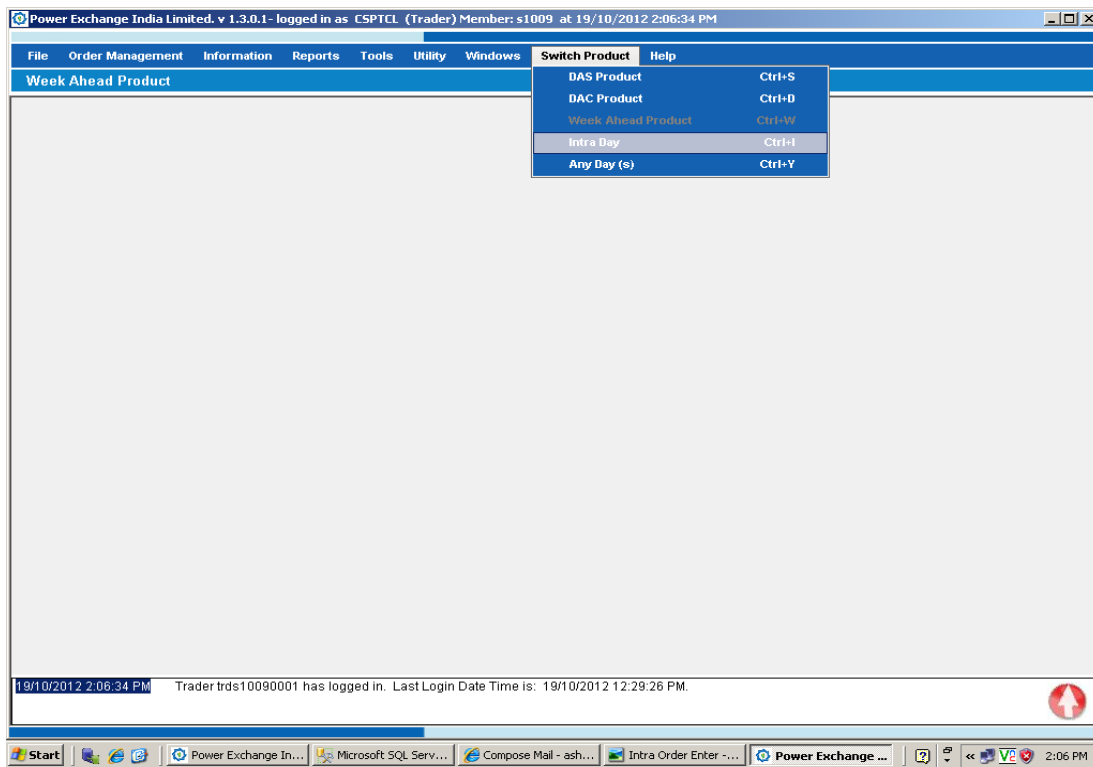 Power Exchange India Limited. v 1.3.0.1- logged in as CSPTCL (Trader) Member: s1009 at 19/10/2012 2:06:34 PM
File Order Management Information Reports Tools Utility Windows Switch Product Help
Week Ahead Product
DAS Product Ctrl+S
DAC Product Ctrl+D
Week Ahead Product Ctrl+W
Intra Day Ctrl+I
Any Day (s) Ctrl+Y
19/10/2012 2:06:34 PM Trader trds10090001 has logged in. Last Login Date Time is: 19/10/2012 12:29:26 PM.
Start Power Exchange In... Microsoft SQL Serv... Compose Mail - ash... Intra Order Enter -... Power Exchange ... 2:06 PM